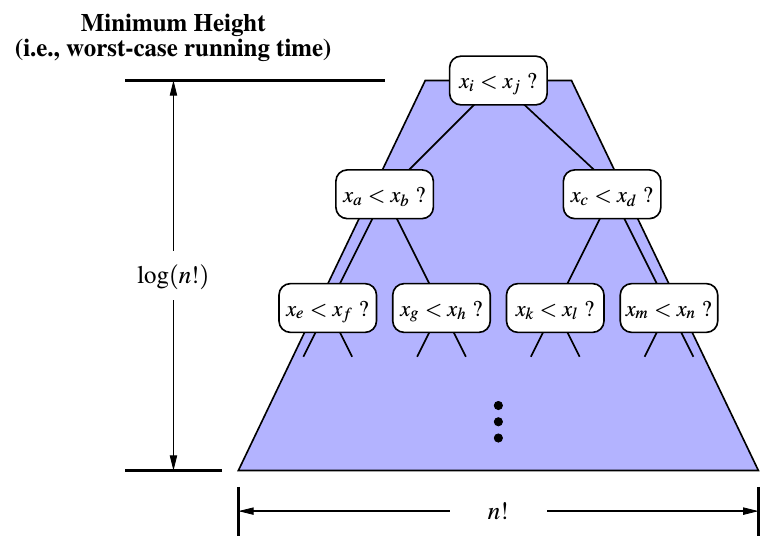 Minimum Height
(i.e., worst-case running time)
x_i < x_j ?
x_a < x_b ?
x_c < x_d ?
log(n!)
x_e < x_f ?
x_g < x_h ?
x_k < x_l ?
x_m < x_n ?
n!